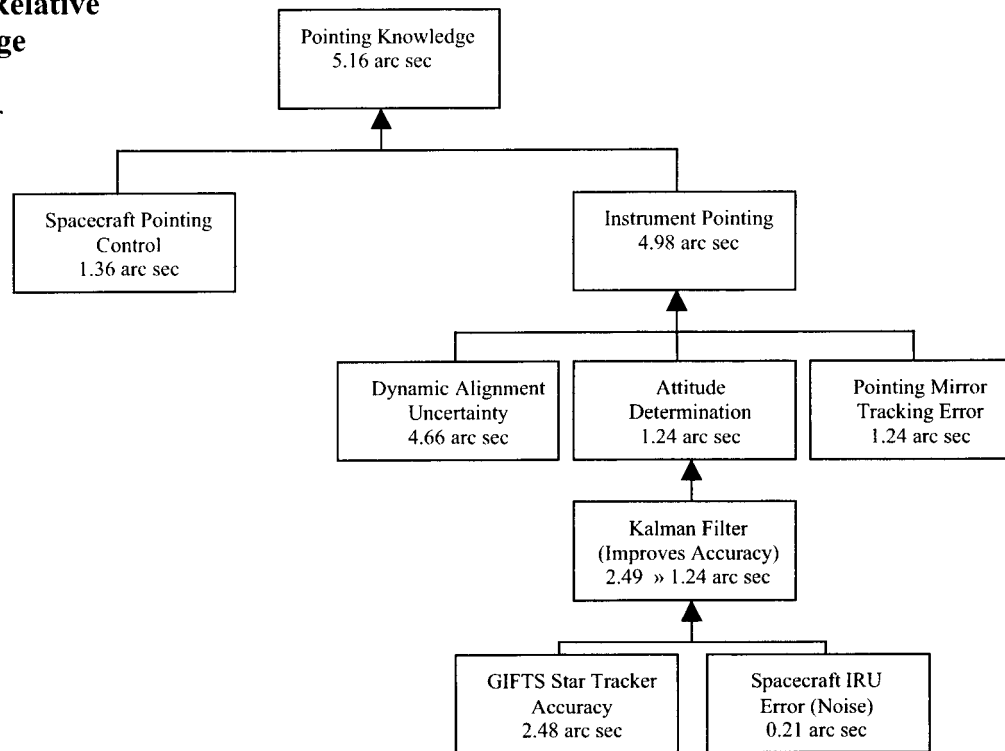 Relative
Pointing Knowledge
5.16 arc sec
Spacecraft Pointing
Control
1.36 arc sec
Instrument Pointing
4.98 arc sec
Dynamic Alignment
Uncertainty
4.66 arc sec
Attitude
Determination
1.24 arc sec
Pointing Mirror
Tracking Error
1.24 arc sec
Kalman Filter
(Improves Accuracy)
2.49 » 1.24 arc sec
GIFTS Star Tracker
Accuracy
2.48 arc sec
Spacecraft IRU
Error (Noise)
0.21 arc sec